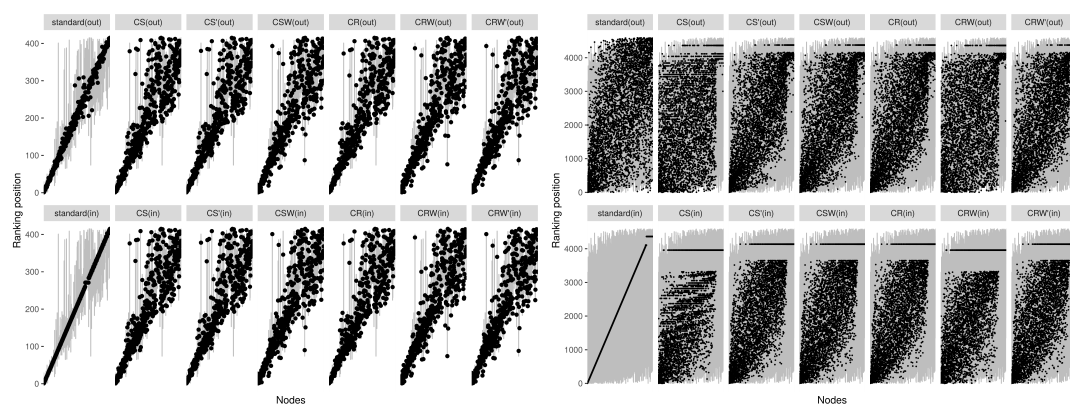 standard(out) CS(out) CS'(out) CSW(out) CR(out) CRW(out) CRW'(out)
400
300
200
100
0
standard(in) CS(in) CS'(in) CSW(in) CR(in) CRW(in) CRW'(in)
400
300
200
100
0
Ranking position
Nodes
standard(out) CS(out) CS'(out) CSW(out) CR(out) CRW(out) CRW'(out)
4000
3000
2000
1000
0
standard(in) CS(in) CS'(in) CSW(in) CR(in) CRW(in) CRW'(in)
4000
3000
2000
1000
0
Ranking position
Nodes